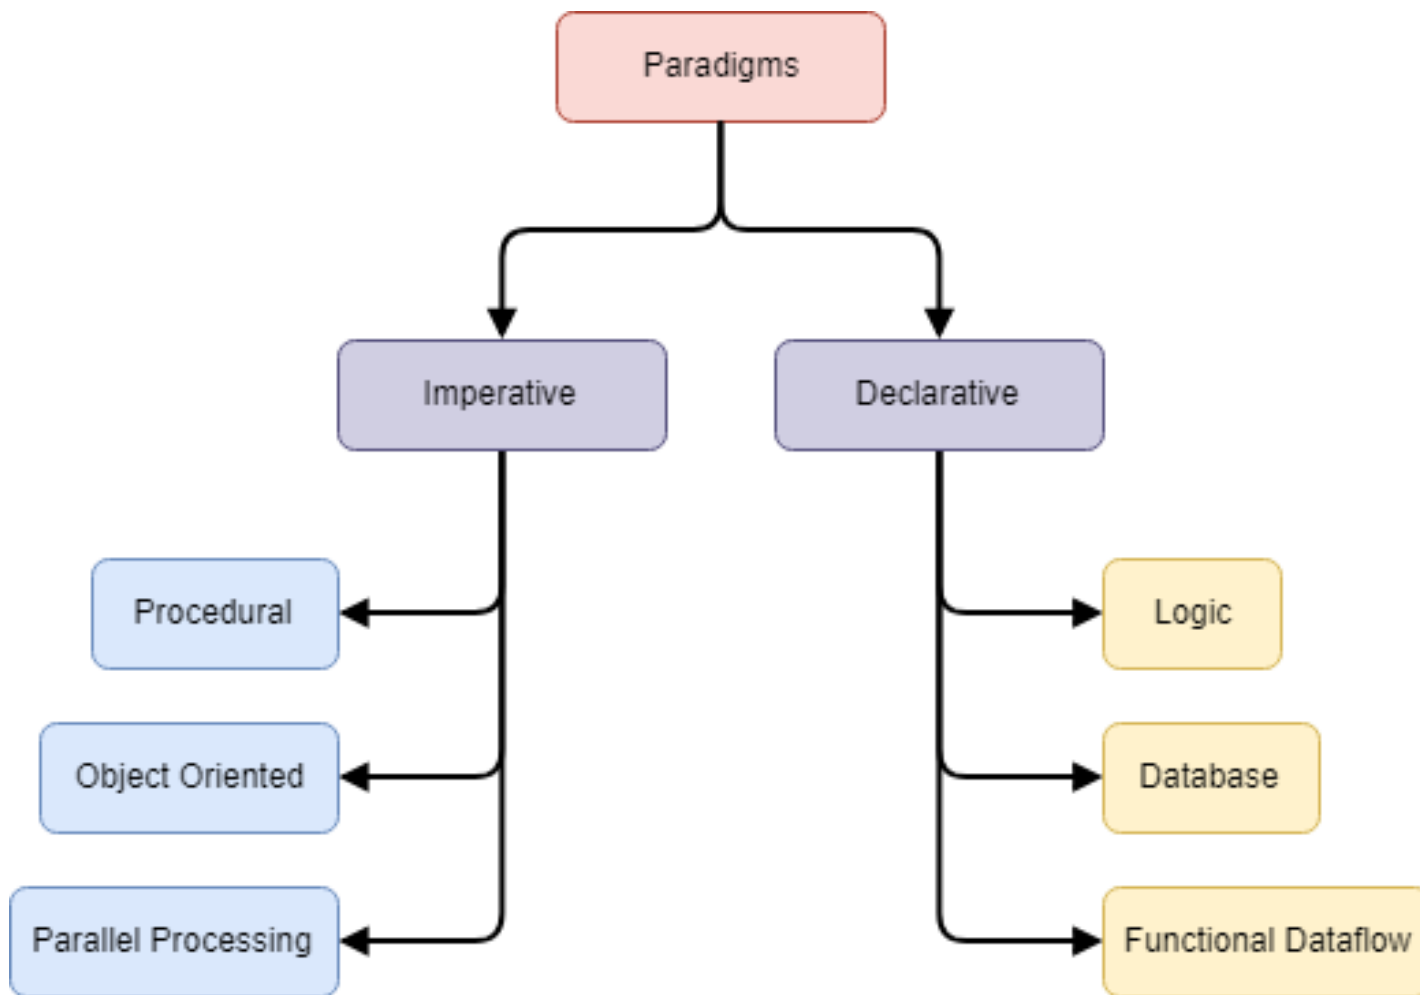 Paradigms
Imperative
Declarative
Procedural
Logic
Object Oriented
Database
Parallel Processing
Functional Dataflow